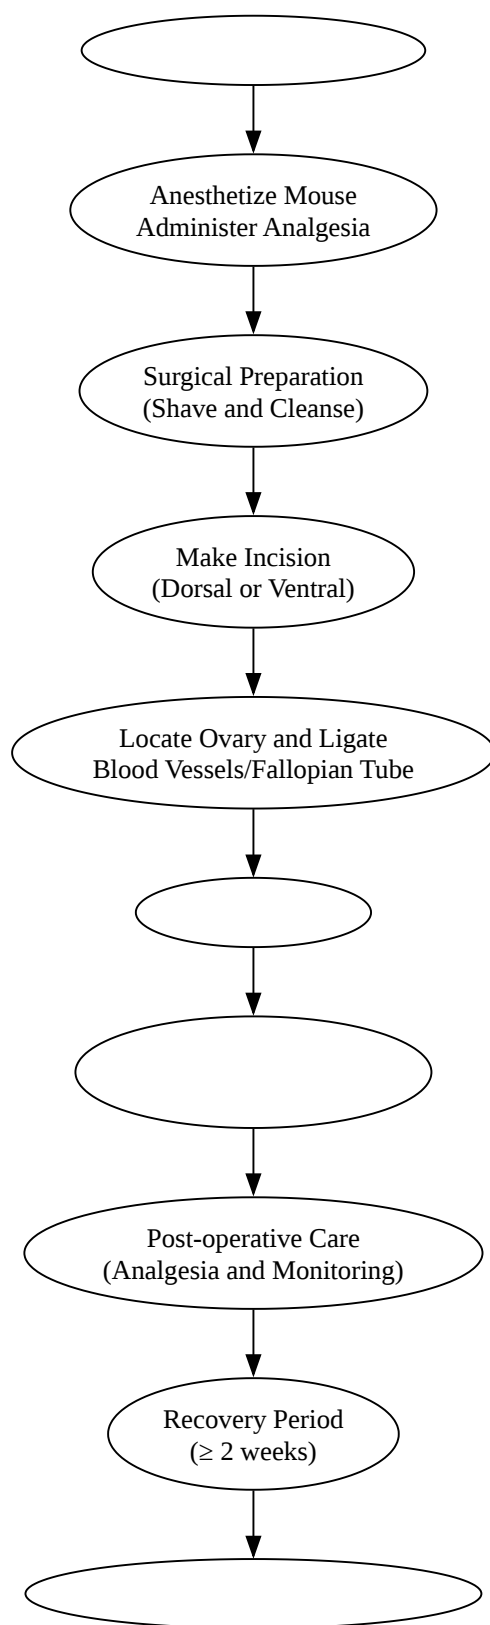 Anesthetize Mouse
Administer Analgesia
Surgical Preparation
(Shave and Cleanse)
Make Incision
(Dorsal or Ventral)
Locate Ovary and Ligate
Blood Vessels/Fallopian Tube
Post-operative Care
(Analgesia and Monitoring)
Recovery Period
(≥ 2 weeks)